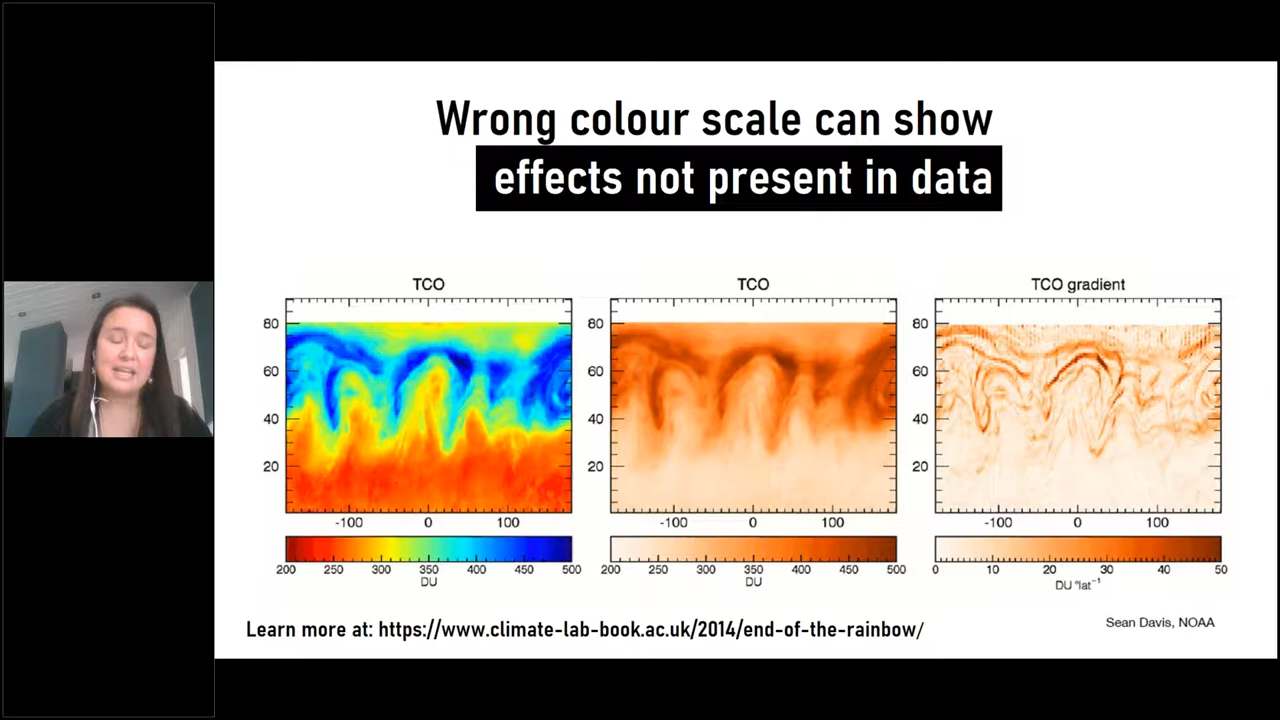 Wrong colour scale can show
effects not present in data
TCO
80
60
40
20
-100 0 100
200 250 300 350 400 450 500
DU
TCO
80
60
40
20
-100 0 100
200 250 300 350 400 450 500
DU
TCO gradient
80
60
40
20
-100 0 100
0 10 20 30 40 50
DU °lat⁻¹
Sean Davis, NOAA
Learn more at: https://www.climate-lab-book.ac.uk/2014/end-of-the-rainbow/